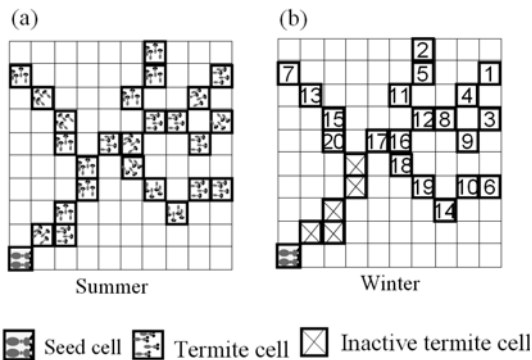 (a)
(b)
2
7 5 1
13 11 4
15 12 8 3
20 17 16 9
18
19 10 6
14
Summer
Winter
Seed cell
Termite cell
Inactive termite cell